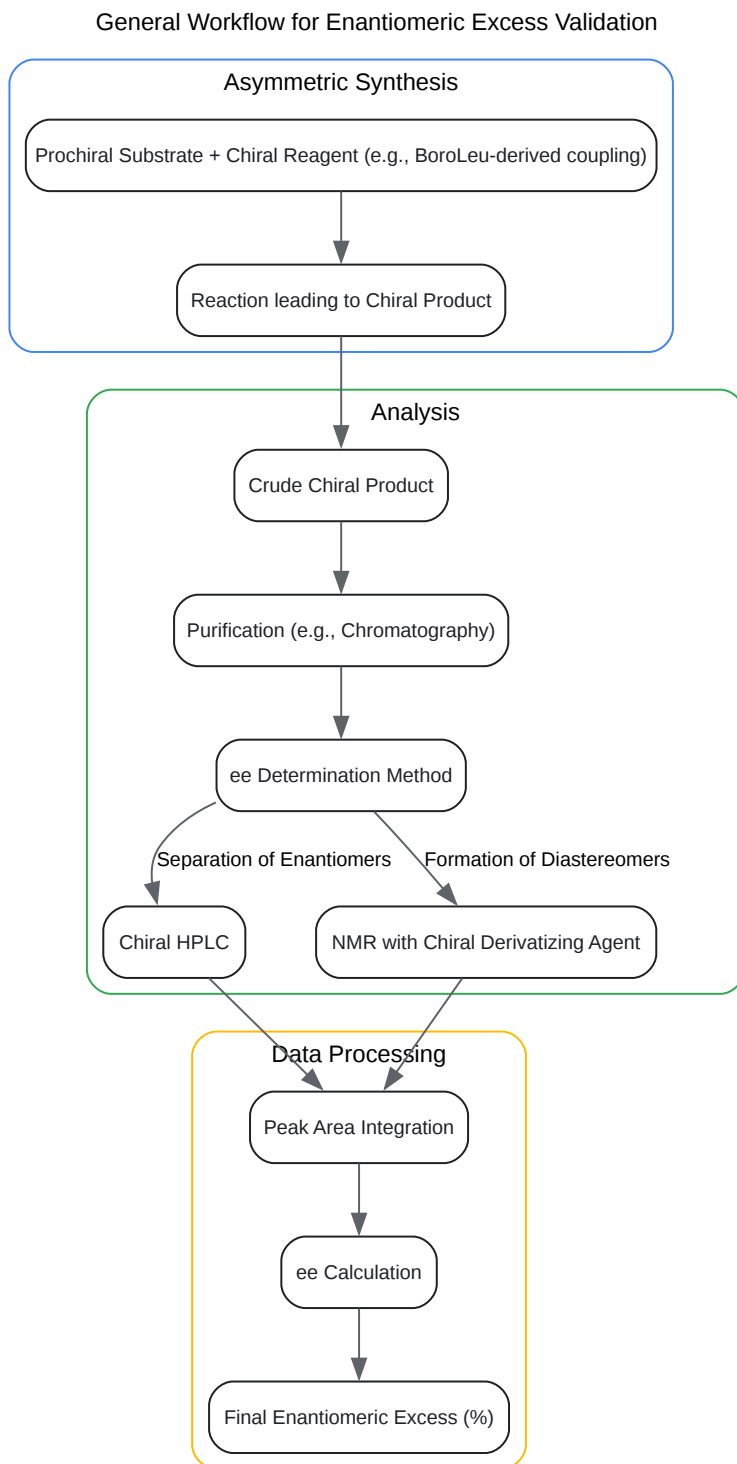 General Workflow for Enantiomeric Excess Validation
Asymmetric Synthesis
Prochiral Substrate + Chiral Reagent (e.g., BoroLeu-derived coupling)
Reaction leading to Chiral Product
Analysis
Crude Chiral Product
Purification (e.g., Chromatography)
ee Determination Method
Separation of Enantiomers
Formation of Diastereomers
Chiral HPLC
NMR with Chiral Derivatizing Agent
Data Processing
Peak Area Integration
ee Calculation
Final Enantiomeric Excess (%)